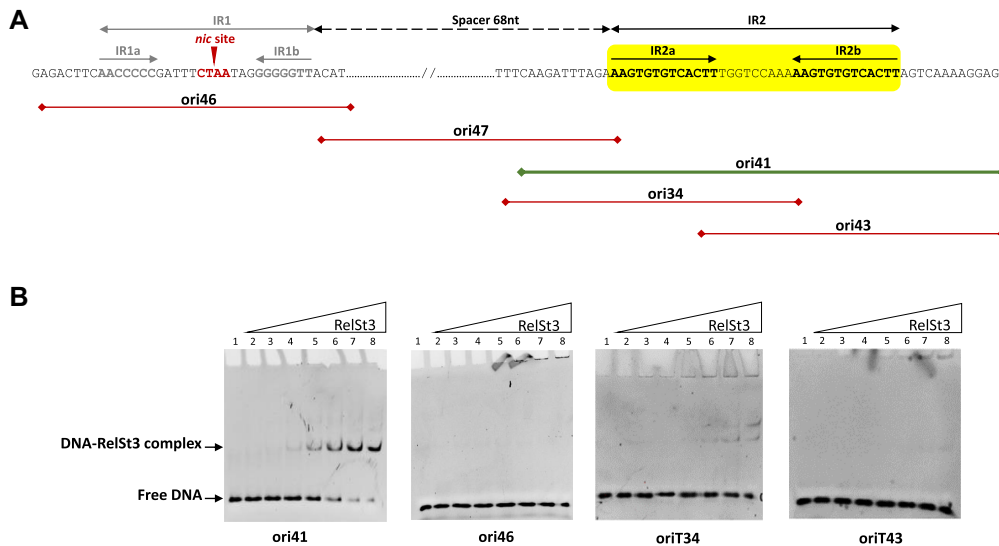 A
IR1
Spacer 68nt
IR2
nic site
IR1a
IR1b
IR2a
IR2b
GAGACTTCAACCCCCGATTTCTAATAGGGGGGTTACAT...................//...................TTTCAAGATTTAGAAAGTGTGTCACTTTGGTCCAAAAAGTGTGTCACTTAGTCAAAAGGAG
ori46
ori47
ori41
ori34
ori43
B
RelSt3
RelSt3
RelSt3
RelSt3
1 2 3 4 5 6 7 8
1 2 3 4 5 6 7 8
1 2 3 4 5 6 7 8
1 2 3 4 5 6 7 8
DNA-RelSt3 complex
Free DNA
ori41
ori46
oriT34
oriT43